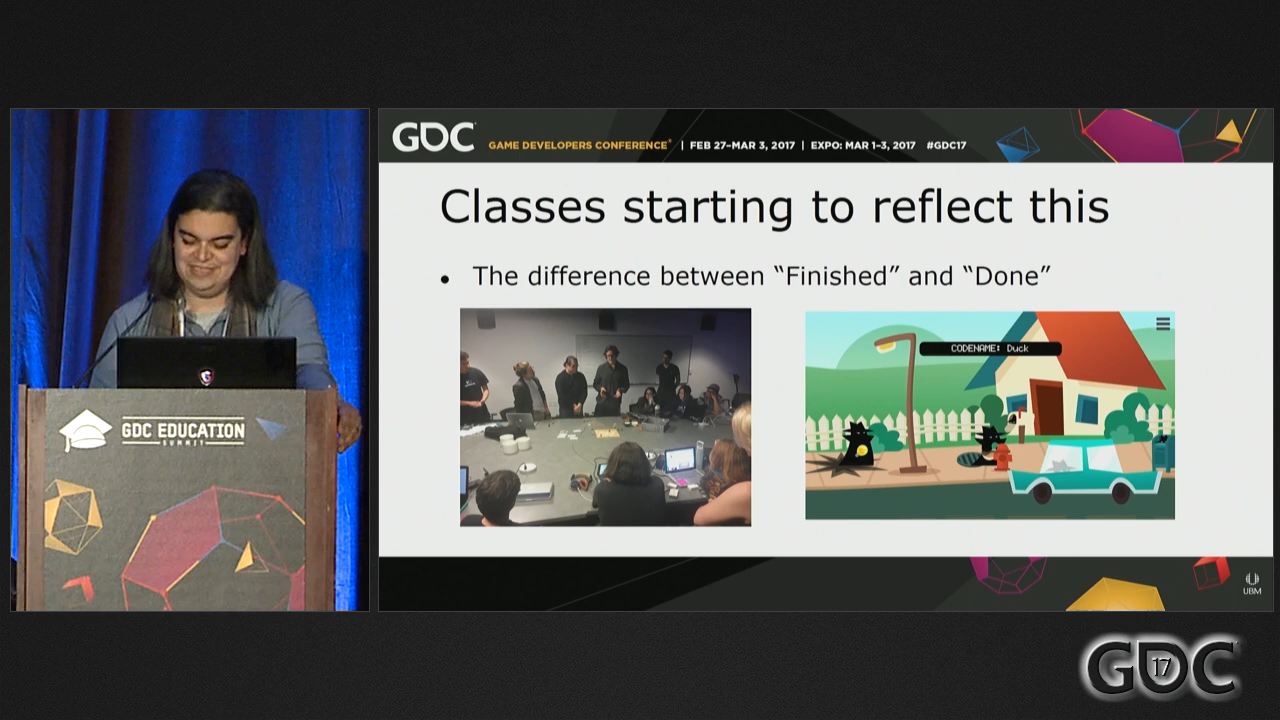 GDC
GAME DEVELOPERS CONFERENCE® | FEB 27–MAR 3, 2017 | EXPO: MAR 1–3, 2017 #GDC17
Classes starting to reflect this
• The difference between “Finished” and “Done”
CODENAME: Duck
GDC EDUCATION
SUMMIT
UBM
GDC
17